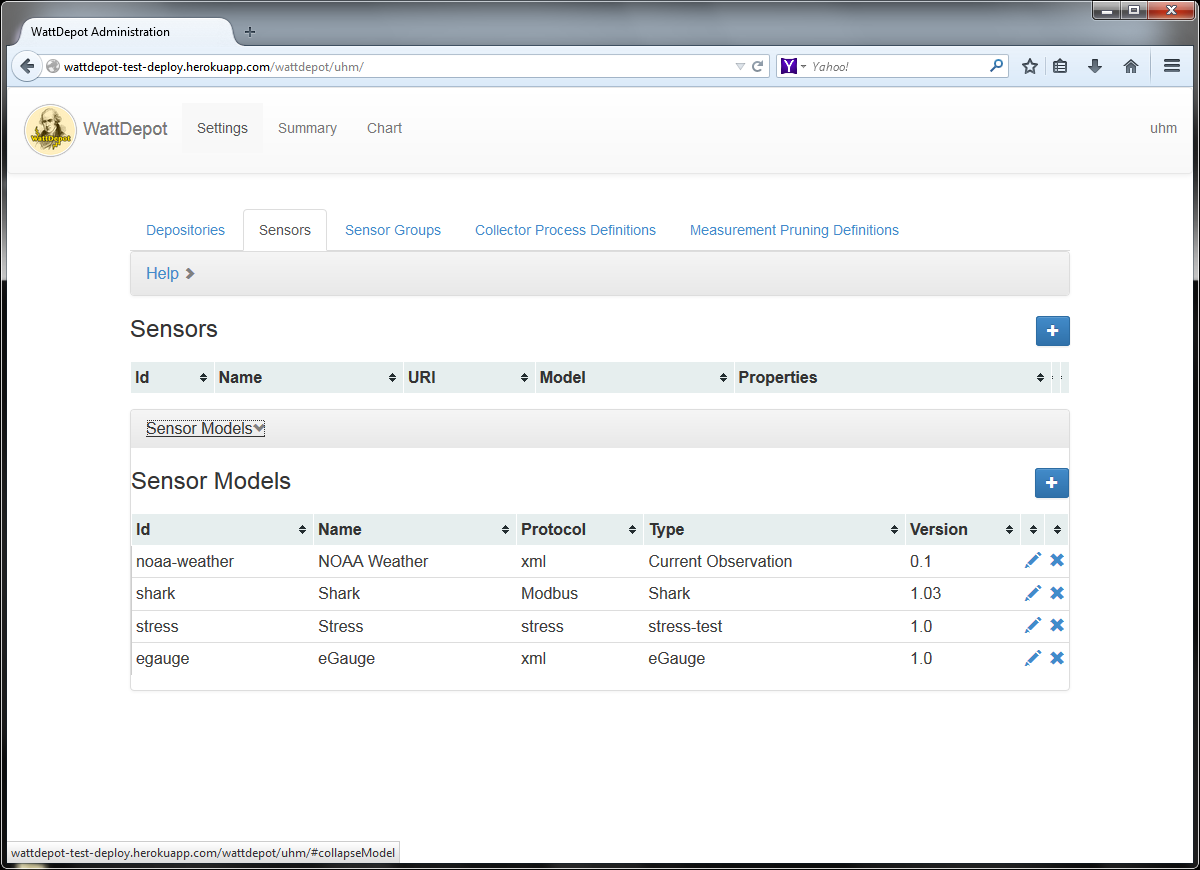 WattDepot Administration
wattdepot-test-deploy.herokuapp.com/wattdepot/uhm/
Y Yahoo!
WattDepot WattDepot Settings Summary Chart uhm
Depositories Sensors Sensor Groups Collector Process Definitions Measurement Pruning Definitions
Help
Sensors
Id Name URI Model Properties
Sensor Models
Sensor Models
Id Name Protocol Type Version
noaa-weather NOAA Weather xml Current Observation 0.1
shark Shark Modbus Shark 1.03
stress Stress stress stress-test 1.0
egauge eGauge xml eGauge 1.0
wattdepot-test-deploy.herokuapp.com/wattdepot/uhm/#collapseModel